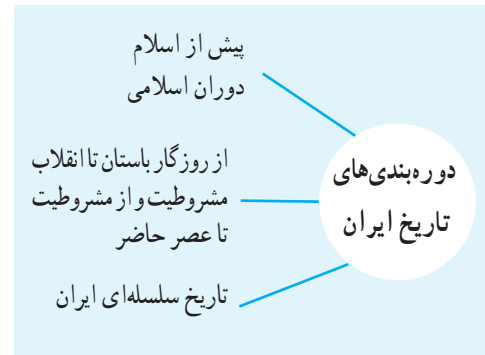 دوره‌بندی‌های
تاریخ ایران
پیش از اسلام
دوران اسلامی
از روزگار باستان تا انقلاب
مشروطیت و از مشروطیت
تا عصر حاضر
تاریخ سلسله‌ای ایران